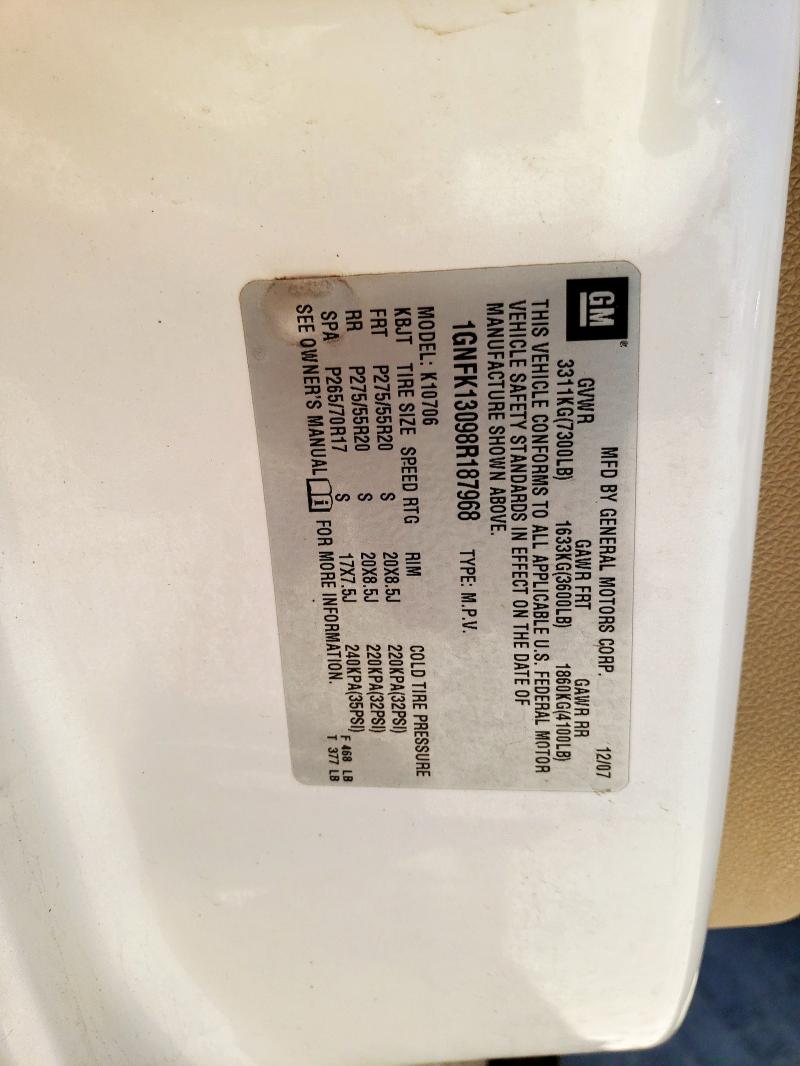 GM
MFD BY GENERAL MOTORS CORP. 12/07
GVWR GAWR FRT GAWR RR
3311KG(7300LB) 1633KG(3600LB) 1860KG(4100LB)
THIS VEHICLE CONFORMS TO ALL APPLICABLE U.S. FEDERAL MOTOR
VEHICLE SAFETY STANDARDS IN EFFECT ON THE DATE OF
MANUFACTURE SHOWN ABOVE.
1GNFK13098R187968 TYPE: M.P.V.
MODEL: K10706
KBJT TIRE SIZE SPEED RTG RIM COLD TIRE PRESSURE
FRT P275/55R20 S 20X8.5J 220KPA(32PSI)
RR P275/55R20 S 20X8.5J 220KPA(32PSI)
SPA P265/70R17 S 17X7.5J 240KPA(35PSI)
SEE OWNER'S MANUAL FOR MORE INFORMATION.
F 468 LB
T 377 LB